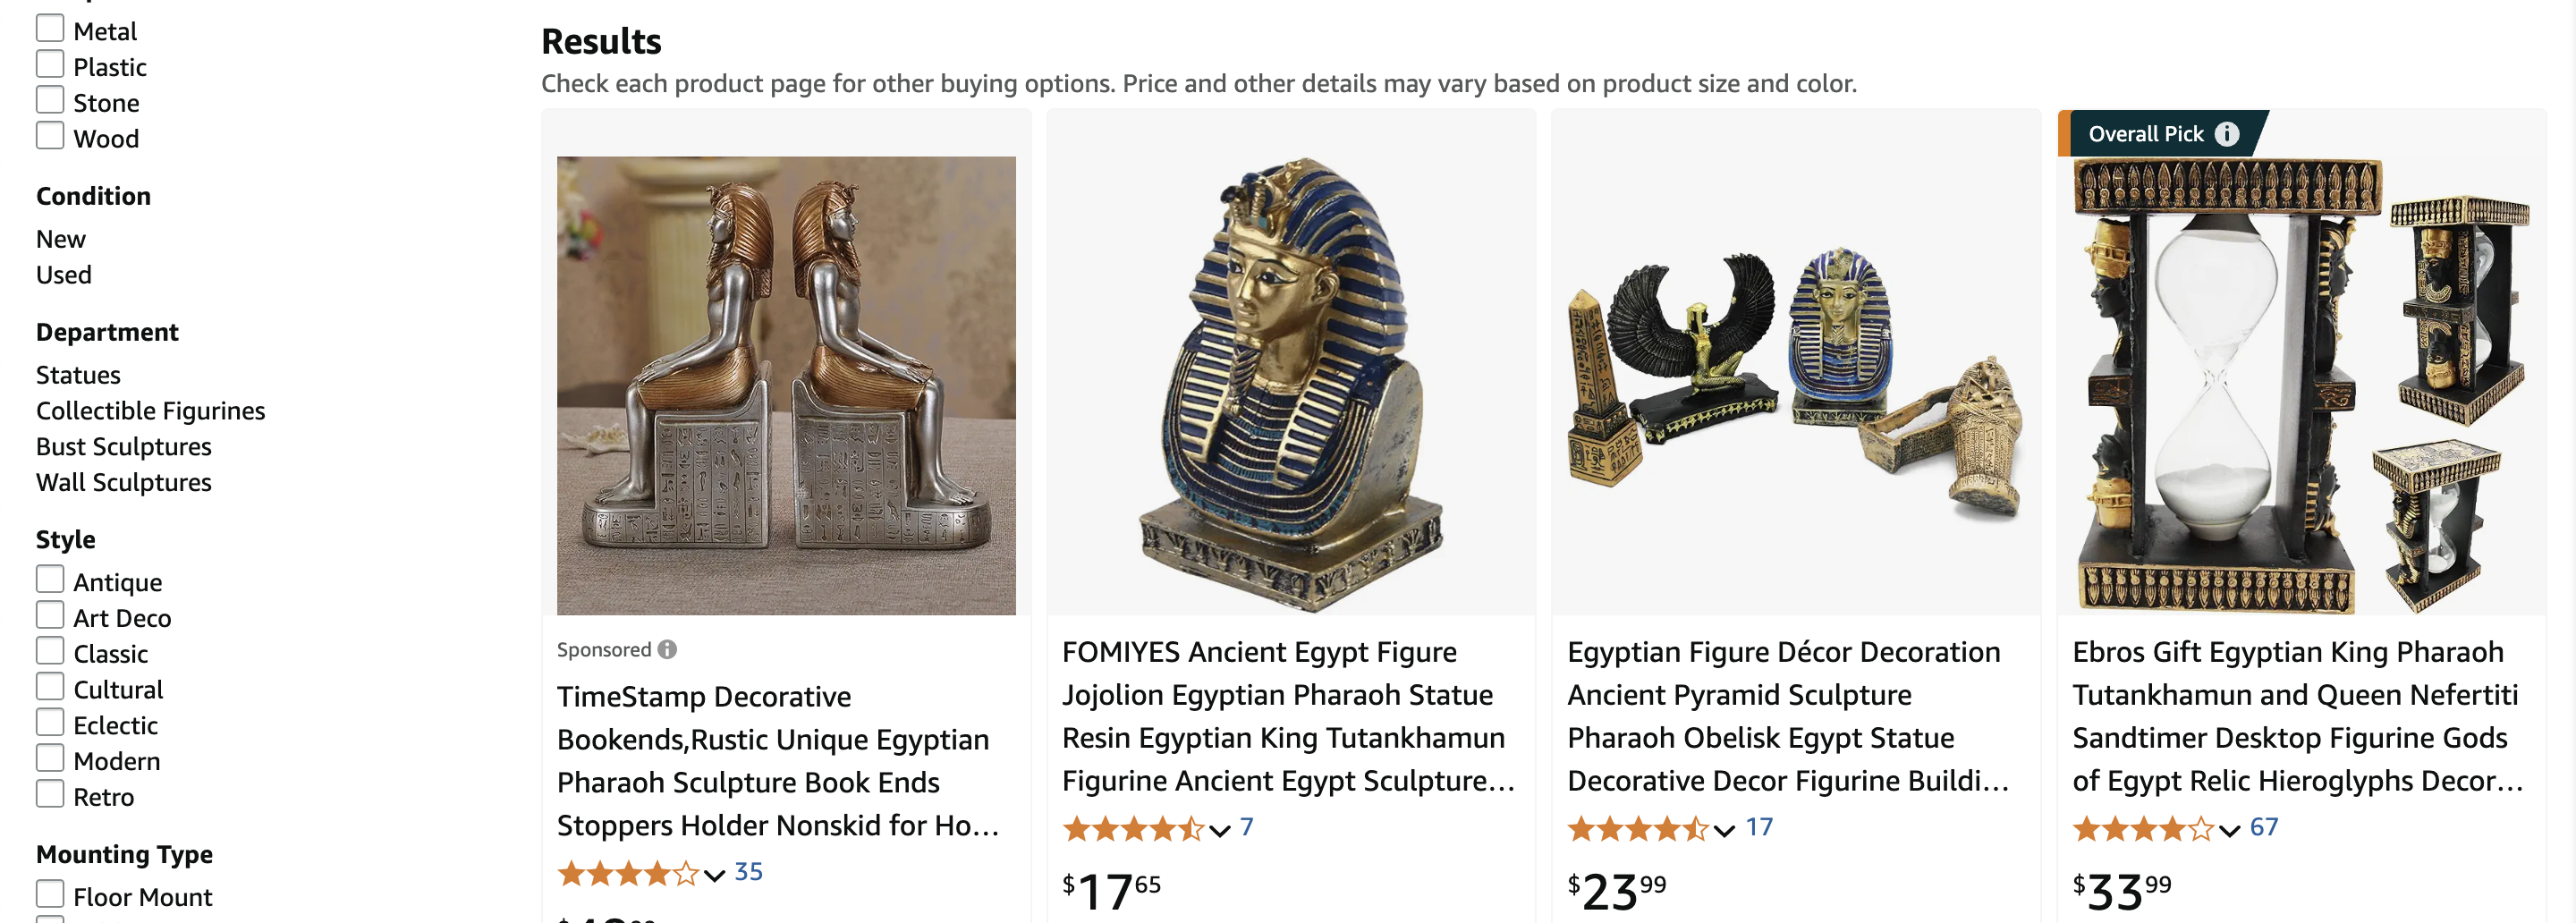 Metal
Plastic
Stone
Wood
Condition
New
Used
Department
Statues
Collectible Figurines
Bust Sculptures
Wall Sculptures
Style
Antique
Art Deco
Classic
Cultural
Eclectic
Modern
Retro
Mounting Type
Floor Mount
Results
Check each product page for other buying options. Price and other details may vary based on product size and color.
Sponsored
TimeStamp Decorative
Bookends,Rustic Unique Egyptian
Pharaoh Sculpture Book Ends
Stoppers Holder Nonskid for Ho…
35
FOMIYES Ancient Egypt Figure
Jojolion Egyptian Pharaoh Statue
Resin Egyptian King Tutankhamun
Figurine Ancient Egypt Sculpture…
7
$1765
Egyptian Figure Décor Decoration
Ancient Pyramid Sculpture
Pharaoh Obelisk Egypt Statue
Decorative Decor Figurine Buildi…
17
$2399
Overall Pick
Ebros Gift Egyptian King Pharaoh
Tutankhamun and Queen Nefertiti
Sandtimer Desktop Figurine Gods
of Egypt Relic Hieroglyphs Decor…
67
$3399